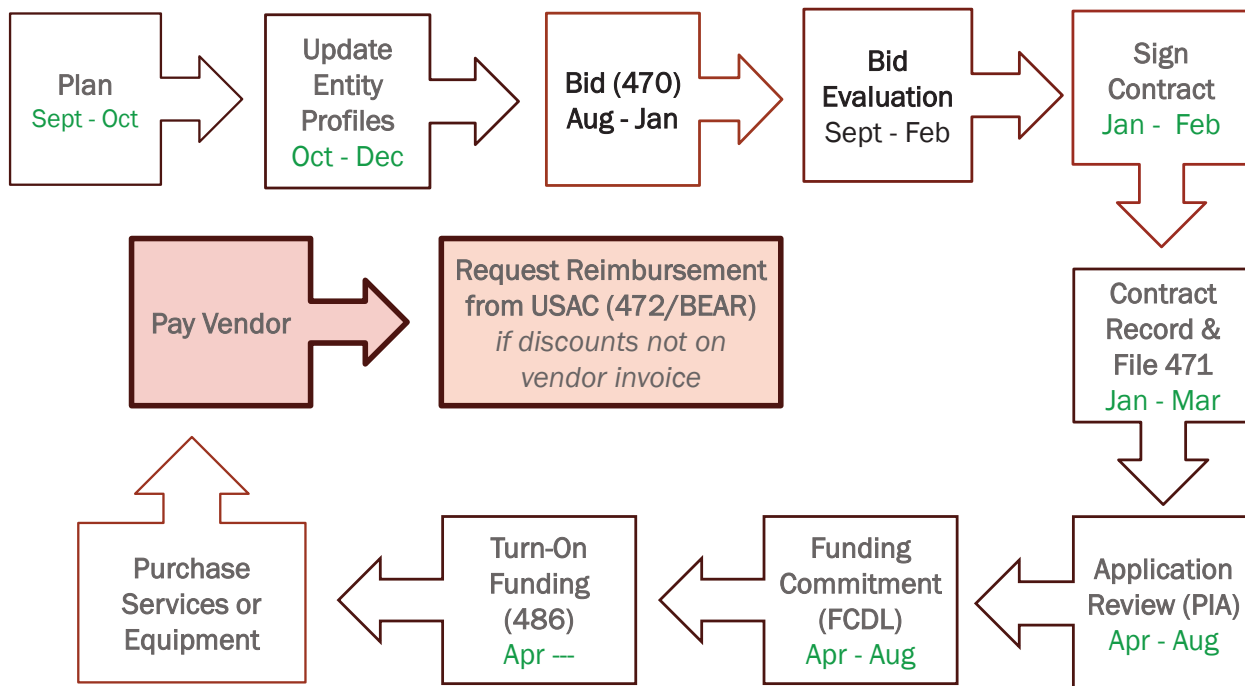 Plan
Sept - Oct
Update
Entity
Profiles
Oct - Dec
Bid (470)
Aug - Jan
Bid
Evaluation
Sept - Feb
Sign
Contract
Jan -  Feb
Contract
Record &
File 471
Jan - Mar
Application
Review (PIA)
Apr - Aug
Funding
Commitment
(FCDL)
Apr - Aug
Turn-On
Funding
(486)
Apr ---
Purchase
Services or
Equipment
Pay Vendor
Request Reimbursement
from USAC (472/BEAR)
if discounts not on
vendor invoice